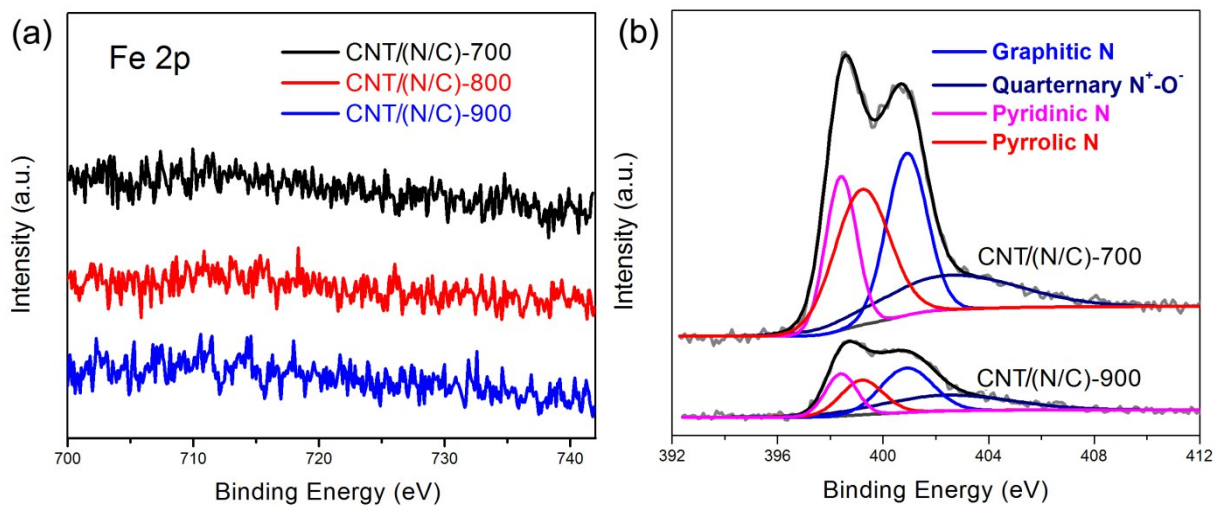 (a)
Fe 2p
CNT/(N/C)-700
CNT/(N/C)-800
CNT/(N/C)-900
Intensity (a.u.)
700 710 720 730 740
Binding Energy (eV)
(b)
Graphitic N
Quarternary N⁺-O⁻
Pyridinic N
Pyrrolic N
CNT/(N/C)-700
CNT/(N/C)-900
Intensity (a.u.)
392 396 400 404 408 412
Binding Energy (eV)